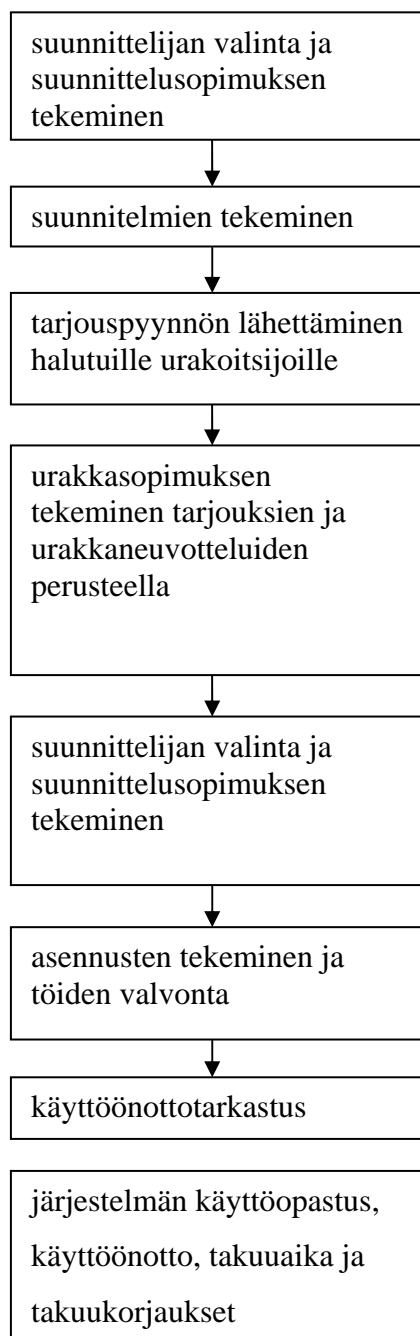 suunnittelijan valinta ja
suunnittelusopimuksen
tekeminen
suunnitelmien tekeminen
tarjouspyynnön lähettäminen
halutuille urakoitsijoille
urakkasopimuksen
tekeminen tarjouksien ja
urakkaneuvotteluiden
perusteella
suunnittelijan valinta ja
suunnittelusopimuksen
tekeminen
asennusten tekeminen ja
töiden valvonta
käyttöönottotarkastus
järjestelmän käyttöopastus,
käyttöönotto, takuuaika ja
takuukorjaukset